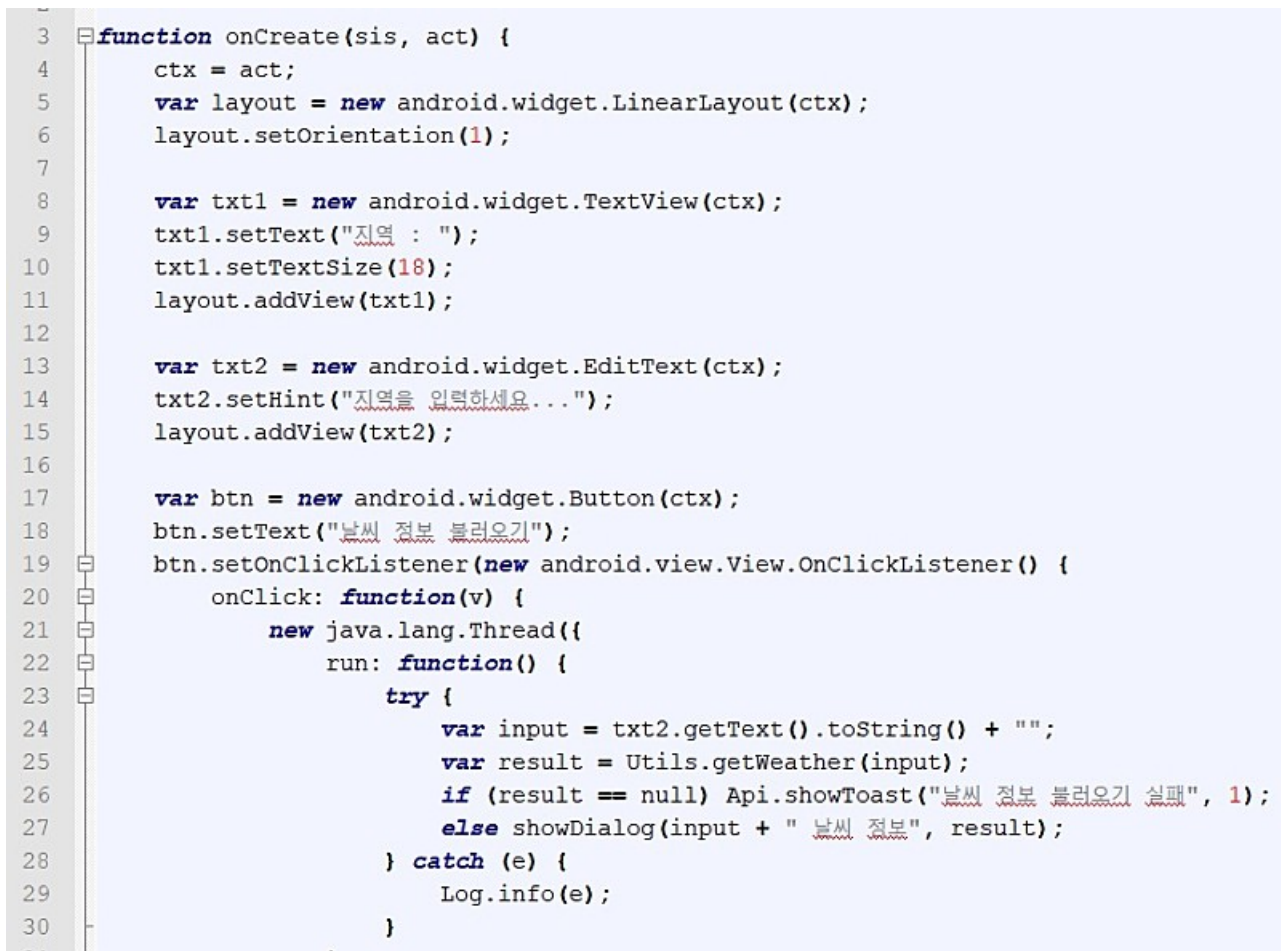 3 function onCreate(sis, act) {
4 ctx = act;
5 var layout = new android.widget.LinearLayout(ctx);
6 layout.setOrientation(1);
7
8 var txt1 = new android.widget.TextView(ctx);
9 txt1.setText("지역 : ");
10 txt1.setTextSize(18);
11 layout.addView(txt1);
12
13 var txt2 = new android.widget.EditText(ctx);
14 txt2.setHint("지역을 입력하세요...");
15 layout.addView(txt2);
16
17 var btn = new android.widget.Button(ctx);
18 btn.setText("날씨 정보 불러오기");
19 btn.setOnClickListener(new android.view.View.OnClickListener() {
20 onClick: function(v) {
21 new java.lang.Thread({
22 run: function() {
23 try {
24 var input = txt2.getText().toString() + "";
25 var result = Utils.getWeather(input);
26 if (result == null) Api.showToast("날씨 정보 불러오기 실패", 1);
27 else showDialog(input + " 날씨 정보", result);
28 } catch (e) {
29 Log.info(e);
30 }